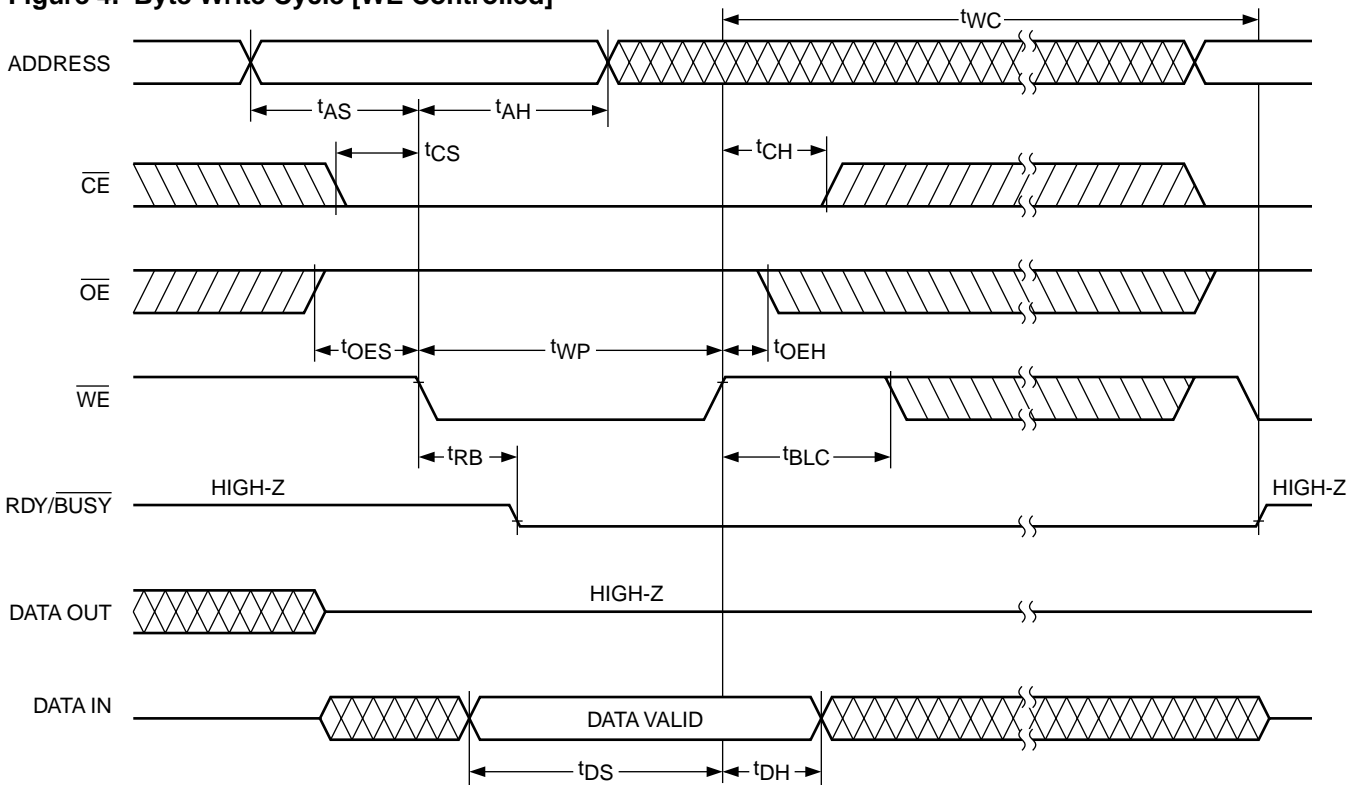 Figure 4. Byte Write Cycle [WE Controlled]
tWC
ADDRESS
tAS
tAH
tCS
tCH
CE
OE
tOES
tWP
tOEH
WE
tRB
tBLC
HIGH-Z
HIGH-Z
RDY/BUSY
HIGH-Z
DATA OUT
DATA IN
DATA VALID
tDS
tDH